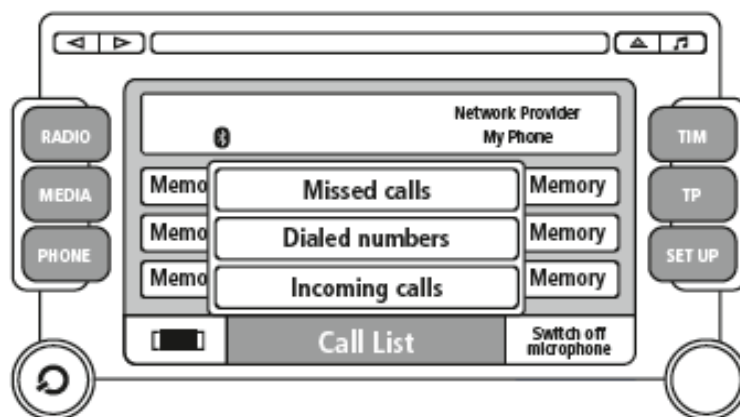 Network Provider
My Phone
RADIO
TIM
Memo
Missed calls
Memory
MEDIA
TP
Memo
Dialed numbers
Memory
PHONE
SET UP
Memo
Incoming calls
Memory
Call List
Switch off
microphone